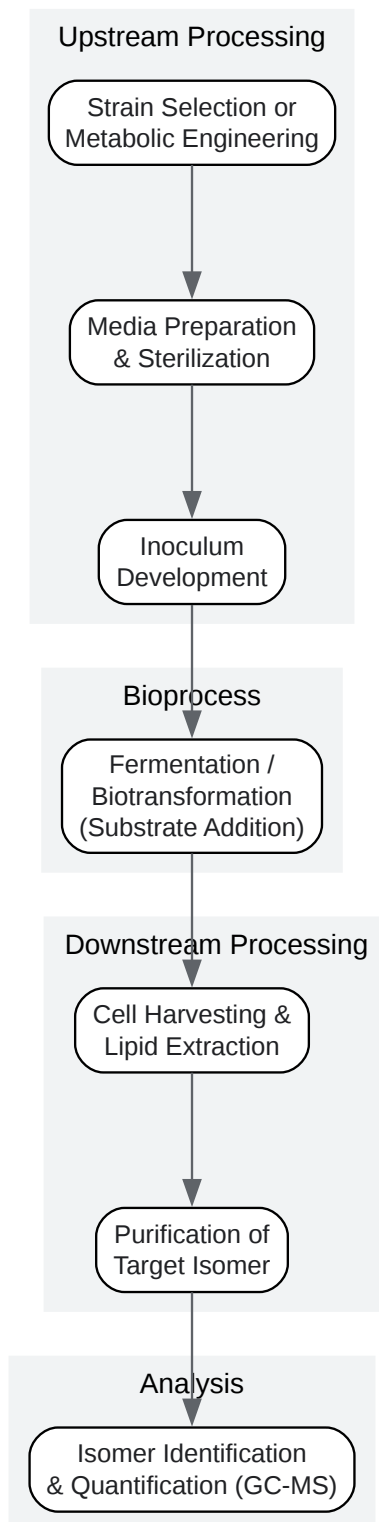 Upstream Processing
Strain Selection or
Metabolic Engineering
Media Preparation
& Sterilization
Inoculum
Development
Bioprocess
Fermentation /
Biotransformation
(Substrate Addition)
Downstream Processing
Cell Harvesting &
Lipid Extraction
Purification of
Target Isomer
Analysis
Isomer Identification
& Quantification (GC-MS)